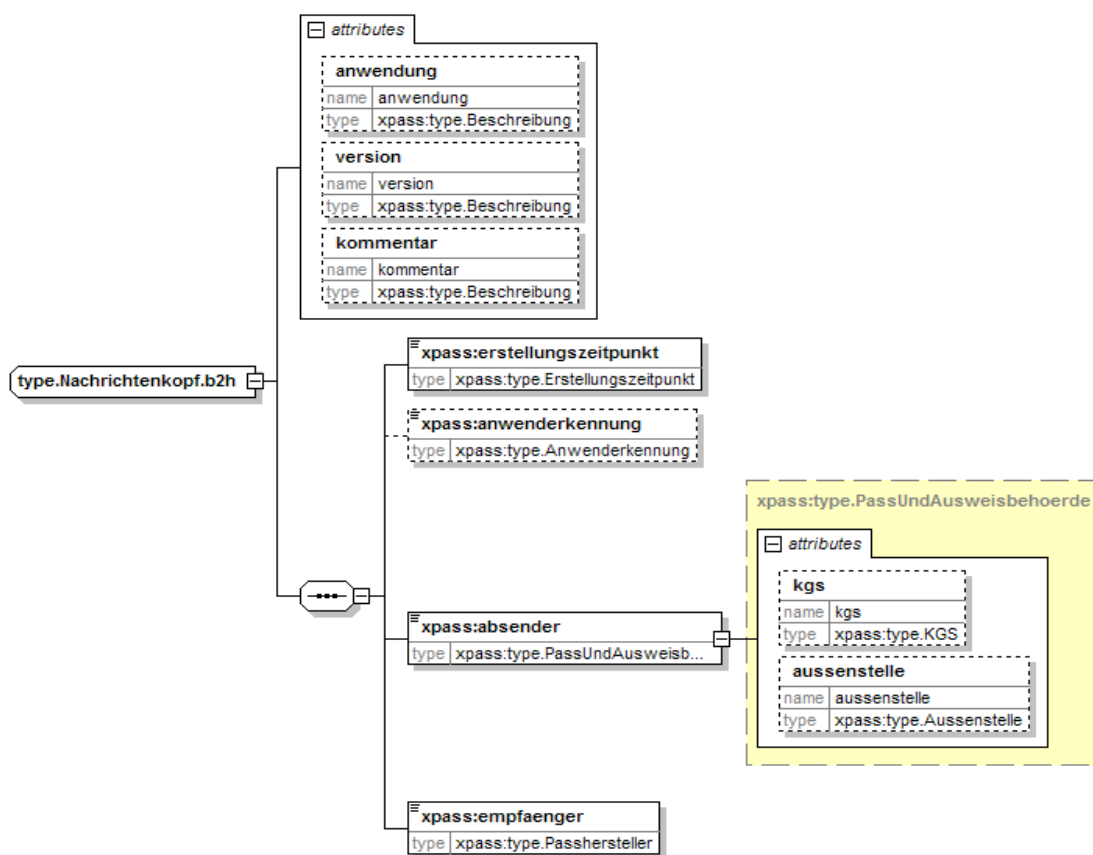 attributes
anwendung
name anwendung
type xpass:type.Beschreibung
version
name version
type xpass:type.Beschreibung
kommentar
name kommentar
type xpass:type.Beschreibung
type.Nachrichtenkopf.b2h
xpass:erstellungszeitpunkt
type xpass:type.Erstellungszeitpunkt
xpass:anwenderkennung
type xpass:type.Anwenderkennung
xpass:absender
type xpass:type.PassUndAusweisb...
xpass:type.PassUndAusweisbehoerde
attributes
kgs
name kgs
type xpass:type.KGS
aussenstelle
name aussenstelle
type xpass:type.Aussenstelle
xpass:empfaenger
type xpass:type.Passhersteller